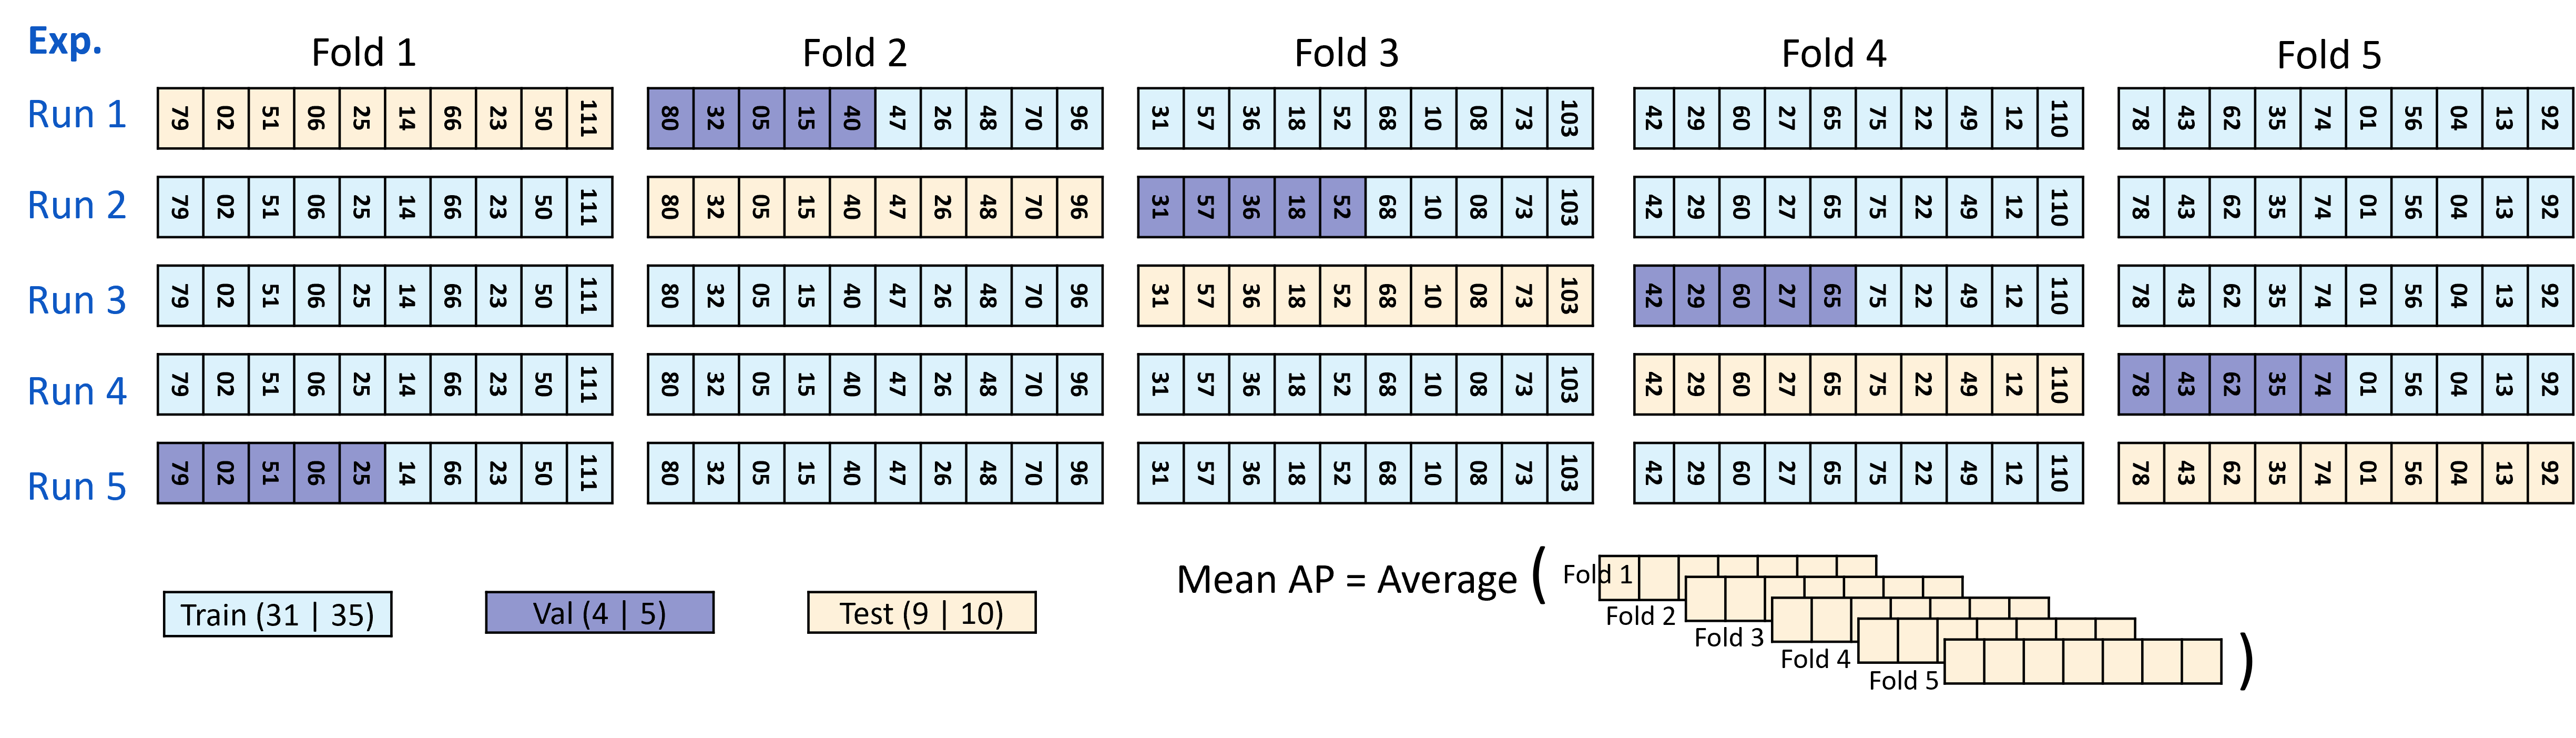 Exp.
Fold 1 Fold 2 Fold 3 Fold 4 Fold 5
Run 1 79 02 51 06 25 14 66 23 50 111 80 32 05 15 40 47 26 48 70 96 31 57 36 18 52 68 10 08 73 103 42 29 60 27 65 75 22 49 12 110 78 43 62 35 74 01 56 04 13 92
Run 2 79 02 51 06 25 14 66 23 50 111 80 32 05 15 40 47 26 48 70 96 31 57 36 18 52 68 10 08 73 103 42 29 60 27 65 75 22 49 12 110 78 43 62 35 74 01 56 04 13 92
Run 3 79 02 51 06 25 14 66 23 50 111 80 32 05 15 40 47 26 48 70 96 31 57 36 18 52 68 10 08 73 103 42 29 60 27 65 75 22 49 12 110 78 43 62 35 74 01 56 04 13 92
Run 4 79 02 51 06 25 14 66 23 50 111 80 32 05 15 40 47 26 48 70 96 31 57 36 18 52 68 10 08 73 103 42 29 60 27 65 75 22 49 12 110 78 43 62 35 74 01 56 04 13 92
Run 5 79 02 51 06 25 14 66 23 50 111 80 32 05 15 40 47 26 48 70 96 31 57 36 18 52 68 10 08 73 103 42 29 60 27 65 75 22 49 12 110 78 43 62 35 74 01 56 04 13 92
Train (31 | 35) Val (4 | 5) Test (9 | 10)
Mean AP = Average (
Fold 1
Fold 2
Fold 3
Fold 4
Fold 5
)